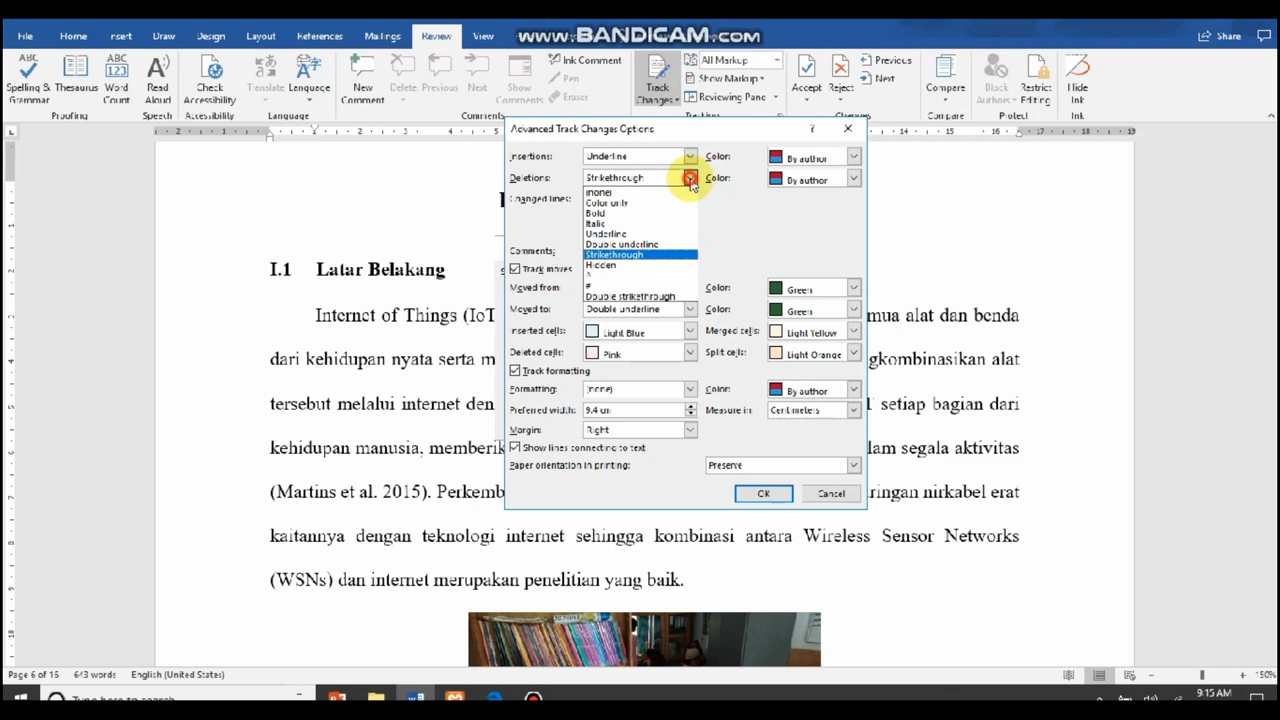 www.BANDICAM.com
File Home Insert Draw Design Layout References Mailings Review View Share
Spelling & Grammar
Thesaurus
Word Count
Read Aloud
Check Accessibility
Translate
Language
New Comment
Delete
Previous
Next
Show Comments
Ink Comment
Pen
Eraser
Track Changes
All Markup
Show Markup
Reviewing Pane
Accept
Reject
Previous
Next
Compare
Block Authors
Restrict Editing
Hide Ink
Proofing Speech Accessibility Language Comments Compare Protect Ink
Advanced Track Changes Options ?
Insertions: Underline Color: By author
Deletions: Strikethrough Color: By author
Changed lines:
(none)
Color only
Bold
Italic
Underline
Double underline
Strikethrough
Hidden
^
#
Double strikethrough
Comments:
Track moves
Moved from: Color: Green
Moved to: Double underline Color: Green
Inserted cells: Light Blue Merged cells: Light Yellow
Deleted cells: Pink Split cells: Light Orange
Track formatting
Formatting: (none) Color: By author
Preferred width: 9.4 cm Measure in: Centimeters
Margin: Right
Show lines connecting to text
Paper orientation in printing: Preserve
OK Cancel
I.1 Latar Belakang
Internet of Things (IoT mua alat dan benda
dari kehidupan nyata serta m gkombinasikan alat
tersebut melalui internet den T setiap bagian dari
kehidupan manusia, memberik lam segala aktivitas
(Martins et al. 2015). Perkemb aringan nirkabel erat
kaitannya dengan teknologi internet sehingga kombinasi antara Wireless Sensor Networks
(WSNs) dan internet merupakan penelitian yang baik.
Page 6 of 15 643 words English (United States) 150%
Type here to search 9:15 AM